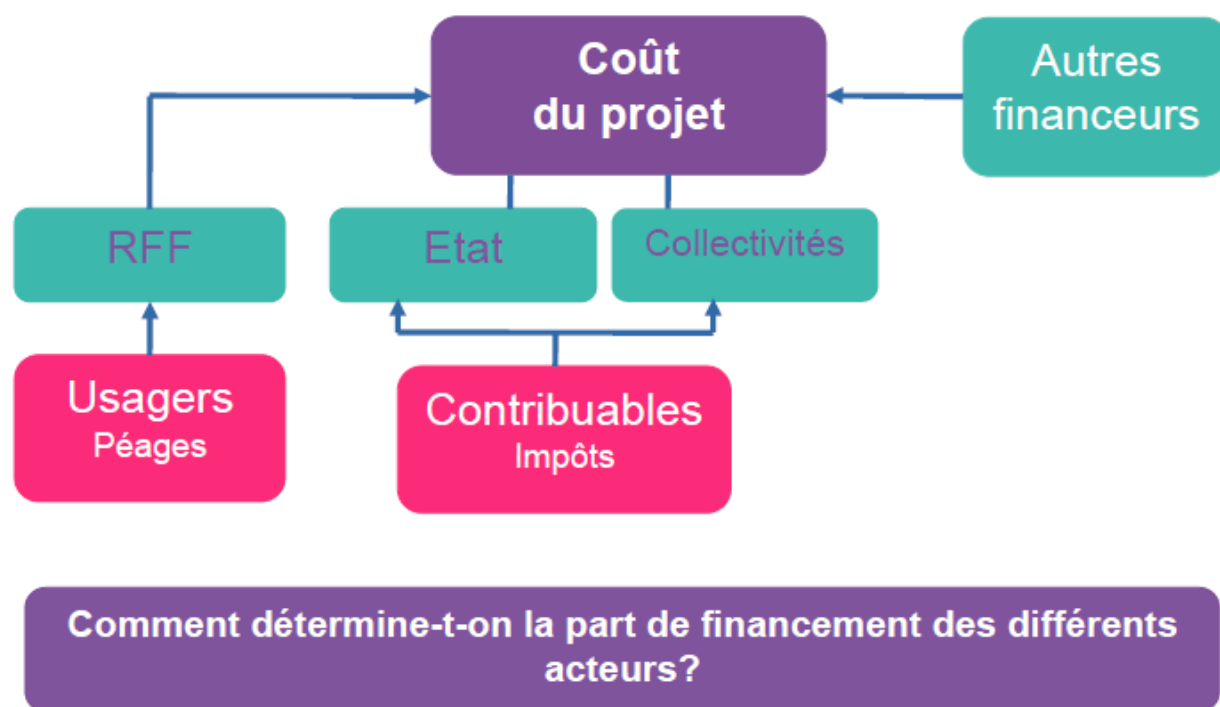 Coût
du projet
Autres
financeurs
RFF
Etat
Collectivités
Usagers
Péages
Contribuables
Impôts
Comment détermine-t-on la part de financement des différents
acteurs?